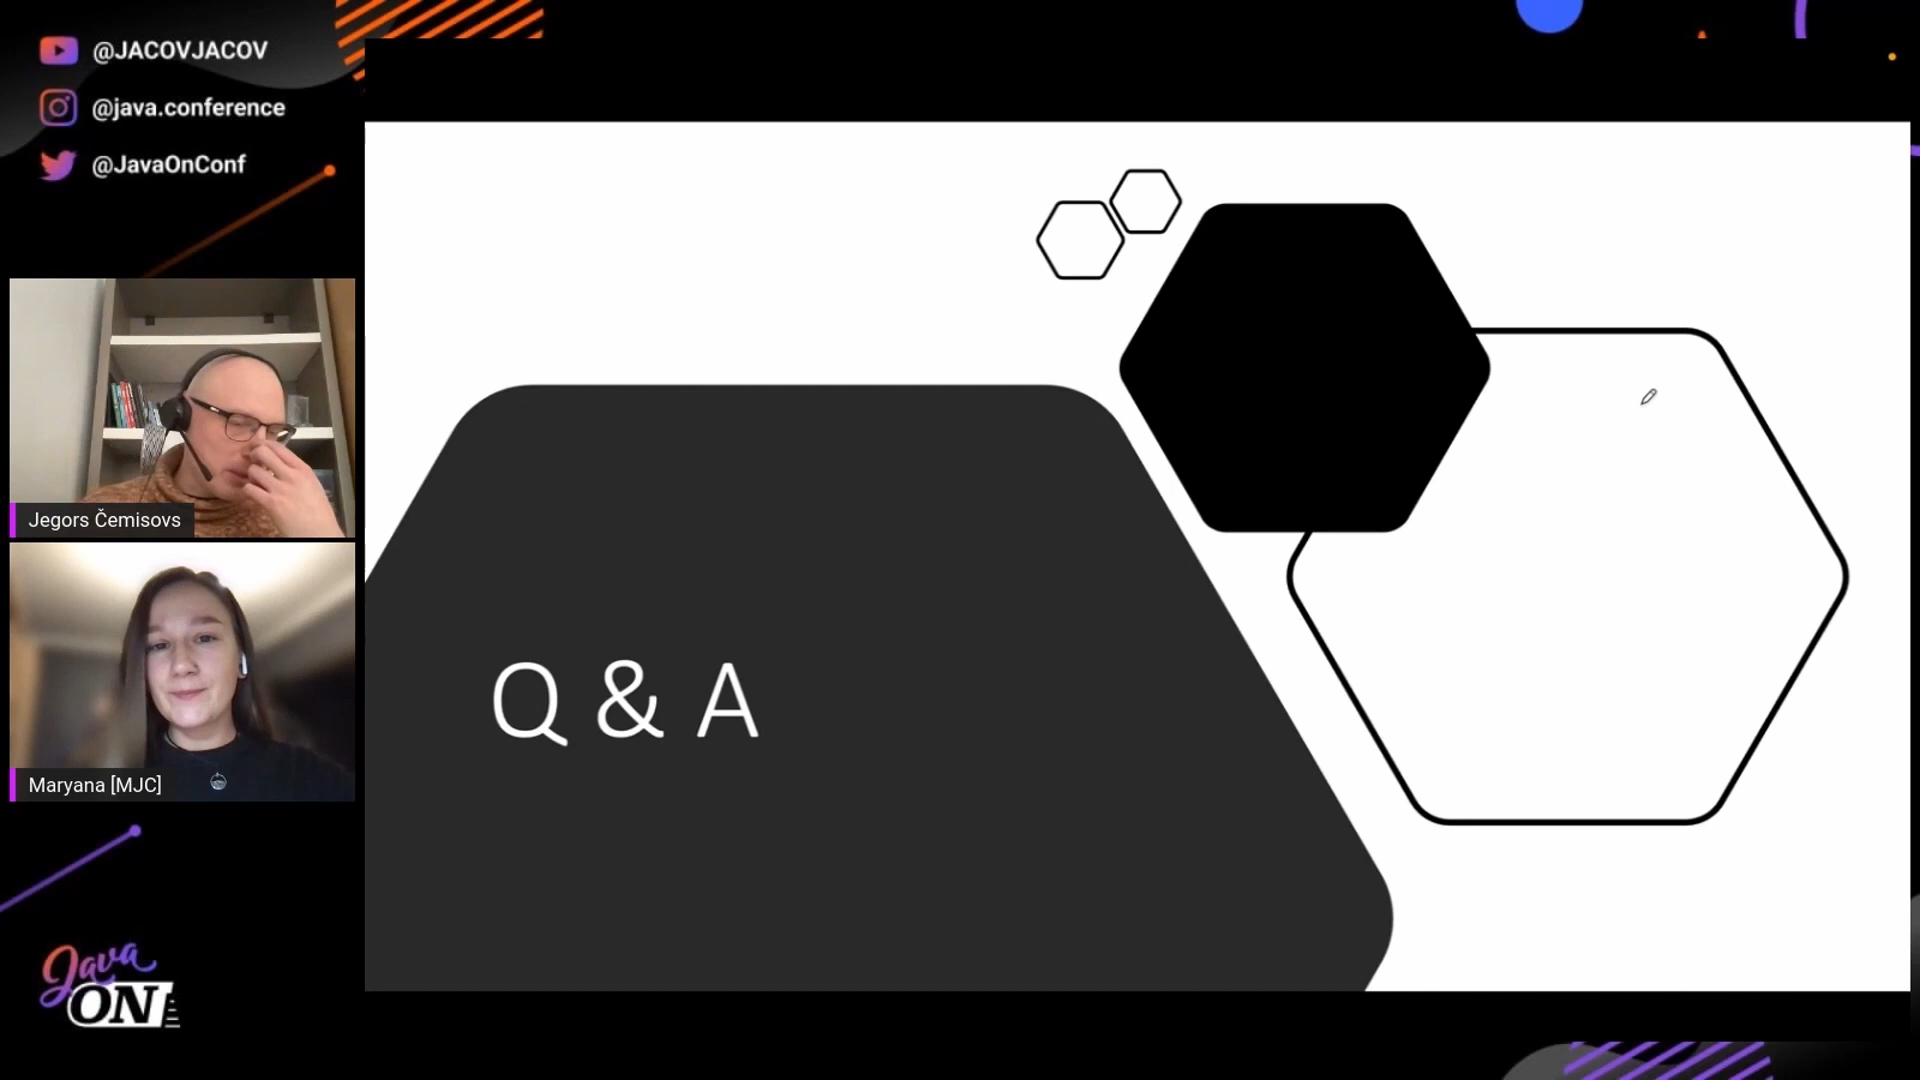 @JACOVJACOV
@java.conference
@JavaOnConf
Jegors Čemisovs
Maryana [MJC]
Q & A
Java
ON